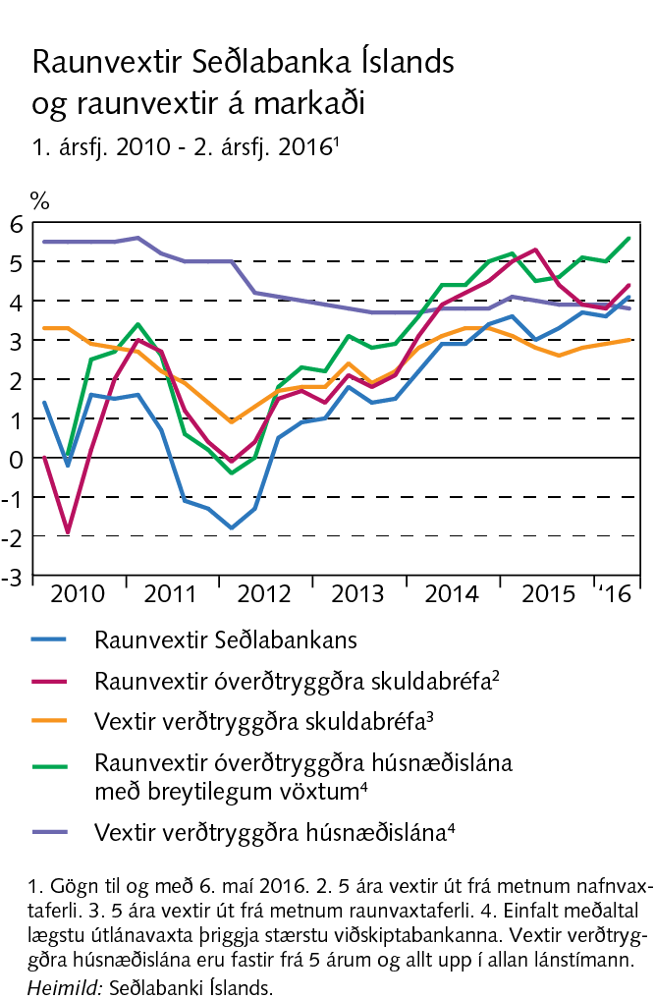 Raunvextir Seðlabanka Íslands
og raunvextir á markaði
1. ársfj. 2010 - 2. ársfj. 2016¹
%
6
5
4
3
2
1
0
-1
-2
-3
2010 2011 2012 2013 2014 2015 ‘16
Raunvextir Seðlabankans
Raunvextir óverðtryggðra skuldabréfa²
Vextir verðtryggðra skuldabréfa³
Raunvextir óverðtryggðra húsnæðislána
með breytilegum vöxtum⁴
Vextir verðtryggðra húsnæðislána⁴
1. Gögn til og með 6. maí 2016. 2. 5 ára vextir út frá metnum nafnvax-
taferli. 3. 5 ára vextir út frá metnum raunvaxtaferli. 4. Einfalt meðaltal
lægstu útlánavaxta þriggja stærstu viðskiptabankanna. Vextir verðtryg-
gðra húsnæðislána eru fastir frá 5 árum og allt upp í allan lánstímann.
Heimild: Seðlabanki Íslands.